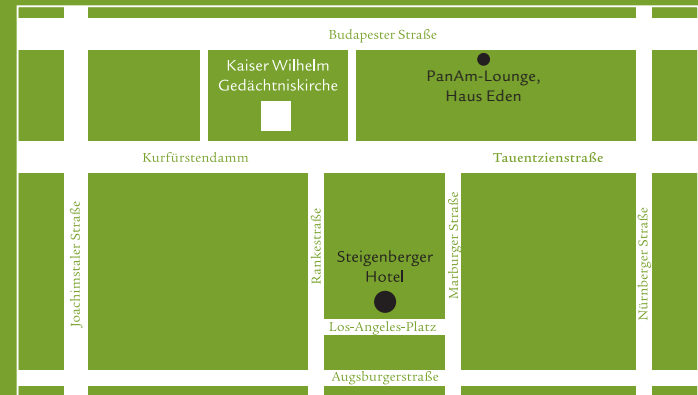 Budapester Straße
Kaiser Wilhelm
Gedächtniskirche
PanAm-Lounge,
Haus Eden
Kurfürstendamm
Tauentzienstraße
Joachimstaler Straße
Rankestraße
Marburger Straße
Nürnberger Straße
Steigenberger
Hotel
Los-Angeles-Platz
Augsburgerstraße